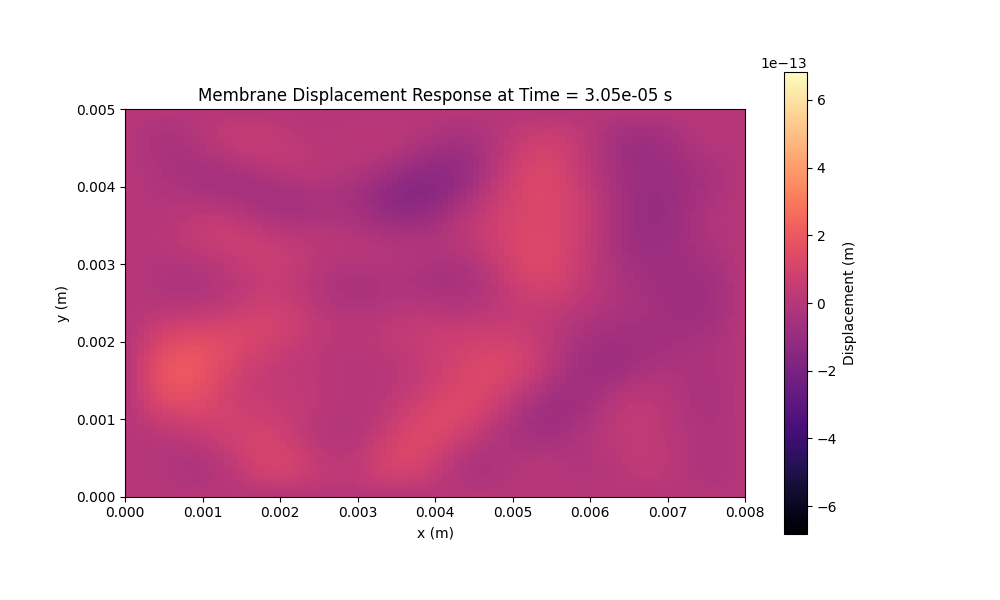 1e−13
Membrane Displacement Response at Time = 3.05e-05 s
0.005
0.004
0.003
0.002
0.001
0.000
y (m)
0.000 0.001 0.002 0.003 0.004 0.005 0.006 0.007 0.008
x (m)
6
4
2
0
−2
−4
−6
Displacement (m)